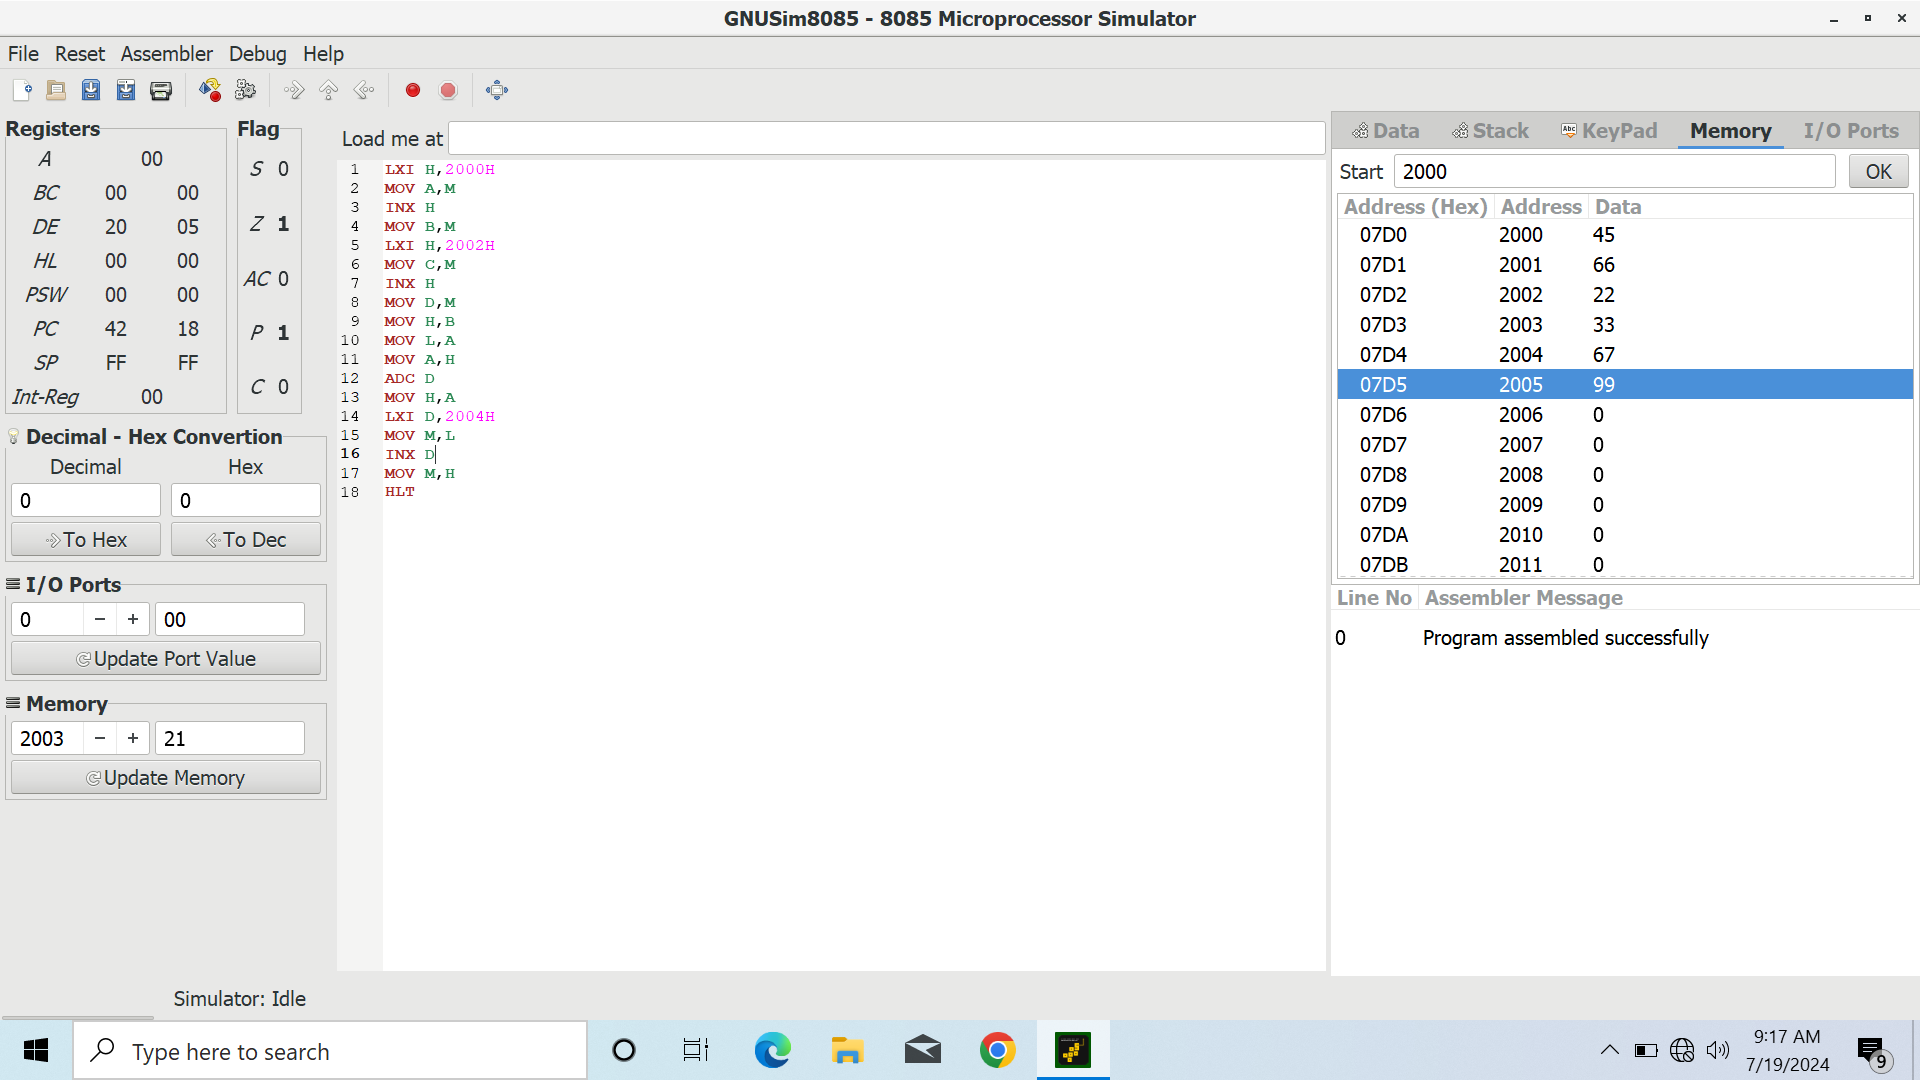 GNUSim8085 - 8085 Microprocessor Simulator
File Reset Assembler Debug Help
Registers
A 00
BC 00 00
DE 20 05
HL 00 00
PSW 00 00
PC 42 18
SP FF FF
Int-Reg 00
Flag
S 0
Z 1
AC 0
P 1
C 0
Decimal - Hex Convertion
Decimal Hex
0 0
To Hex To Dec
I/O Ports
0 − + 00
Update Port Value
Memory
2003 − + 21
Update Memory
Load me at
1 LXI H,2000H
2 MOV A,M
3 INX H
4 MOV B,M
5 LXI H,2002H
6 MOV C,M
7 INX H
8 MOV D,M
9 MOV H,B
10 MOV L,A
11 MOV A,H
12 ADC D
13 MOV H,A
14 LXI D,2004H
15 MOV M,L
16 INX D
17 MOV M,H
18 HLT
Data Stack Abc KeyPad Memory I/O Ports
Start 2000 OK
Address (Hex) Address Data
07D0 2000 45
07D1 2001 66
07D2 2002 22
07D3 2003 33
07D4 2004 67
07D5 2005 99
07D6 2006 0
07D7 2007 0
07D8 2008 0
07D9 2009 0
07DA 2010 0
07DB 2011 0
Line No Assembler Message
0 Program assembled successfully
Simulator: Idle
Type here to search
9:17 AM
7/19/2024
9